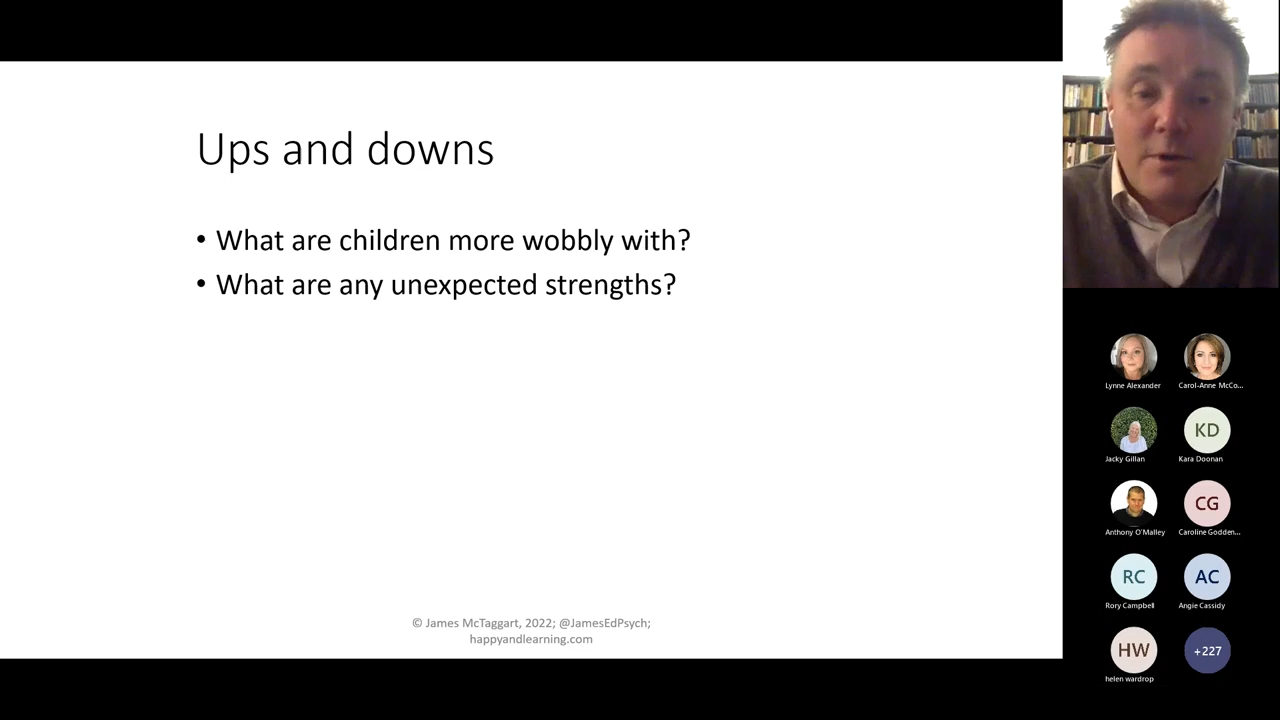 Ups and downs
• What are children more wobbly with?
• What are any unexpected strengths?
© James McTaggart, 2022; @JamesEdPsych;
happyandlearning.com
Lynne Alexander
Carol-Anne McCo...
Jacky Gillan
KD
Kara Doonan
Anthony O'Malley
CG
Caroline Godden...
RC
Rory Campbell
AC
Angie Cassidy
HW
helen wardrop
+227